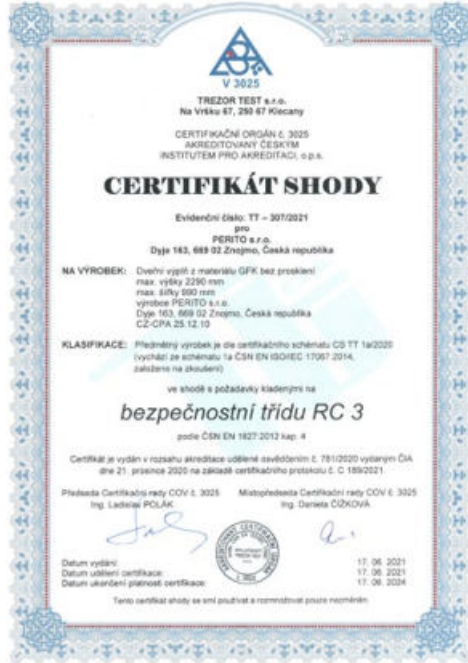 V 3025
TREZOR TEST s.r.o.
Na Vršku 67, 250 67 Klecany
CERTIFIKAČNÍ ORGÁN č. 3025
AKREDITOVANÝ ČESKÝM
INSTITUTEM PRO AKREDITACI, o.p.s.
CERTIFIKÁT SHODY
Evidenční číslo: TT – 307/2021
pro
PERITO s.r.o.
Dyje 163, 669 02 Znojmo, Česká republika
NA VÝROBEK: Dveřní výplň z materiálu GFK bez prosklení
max. výšky 2290 mm
max. šířky 990 mm
výrobce PERITO s.r.o.
Dyje 163, 669 02 Znojmo, Česká republika
CZ-CPA 25.12.10
KLASIFIKACE: Předmětný výrobek je dle certifikačního schématu CS TT 1a/2020
(vychází ze schématu 1a ČSN EN ISO/IEC 17067:2014,
založeno na zkoušení)
ve shodě s požadavky kladenými na
bezpečnostní třídu RC 3
podle ČSN EN 1627:2012 kap. 4
Certifikát je vydán v rozsahu akreditace udělené osvědčením č. 781/2020 vydaným ČIA
dne 21. prosince 2020 na základě certifikačního protokolu č. C 189/2021.
Předseda Certifikační rady COV č. 3025 Místopředseda Certifikační rady COV č. 3025
Ing. Ladislav POLÁK Ing. Daniela ČÍŽKOVÁ
Datum vydání: 17. 06. 2021
Datum udělení certifikace: 17. 06. 2021
Datum ukončení platnosti certifikace: 17. 06. 2024
Tento certifikát shody se smí používat a rozmnožovat pouze nezměněn.